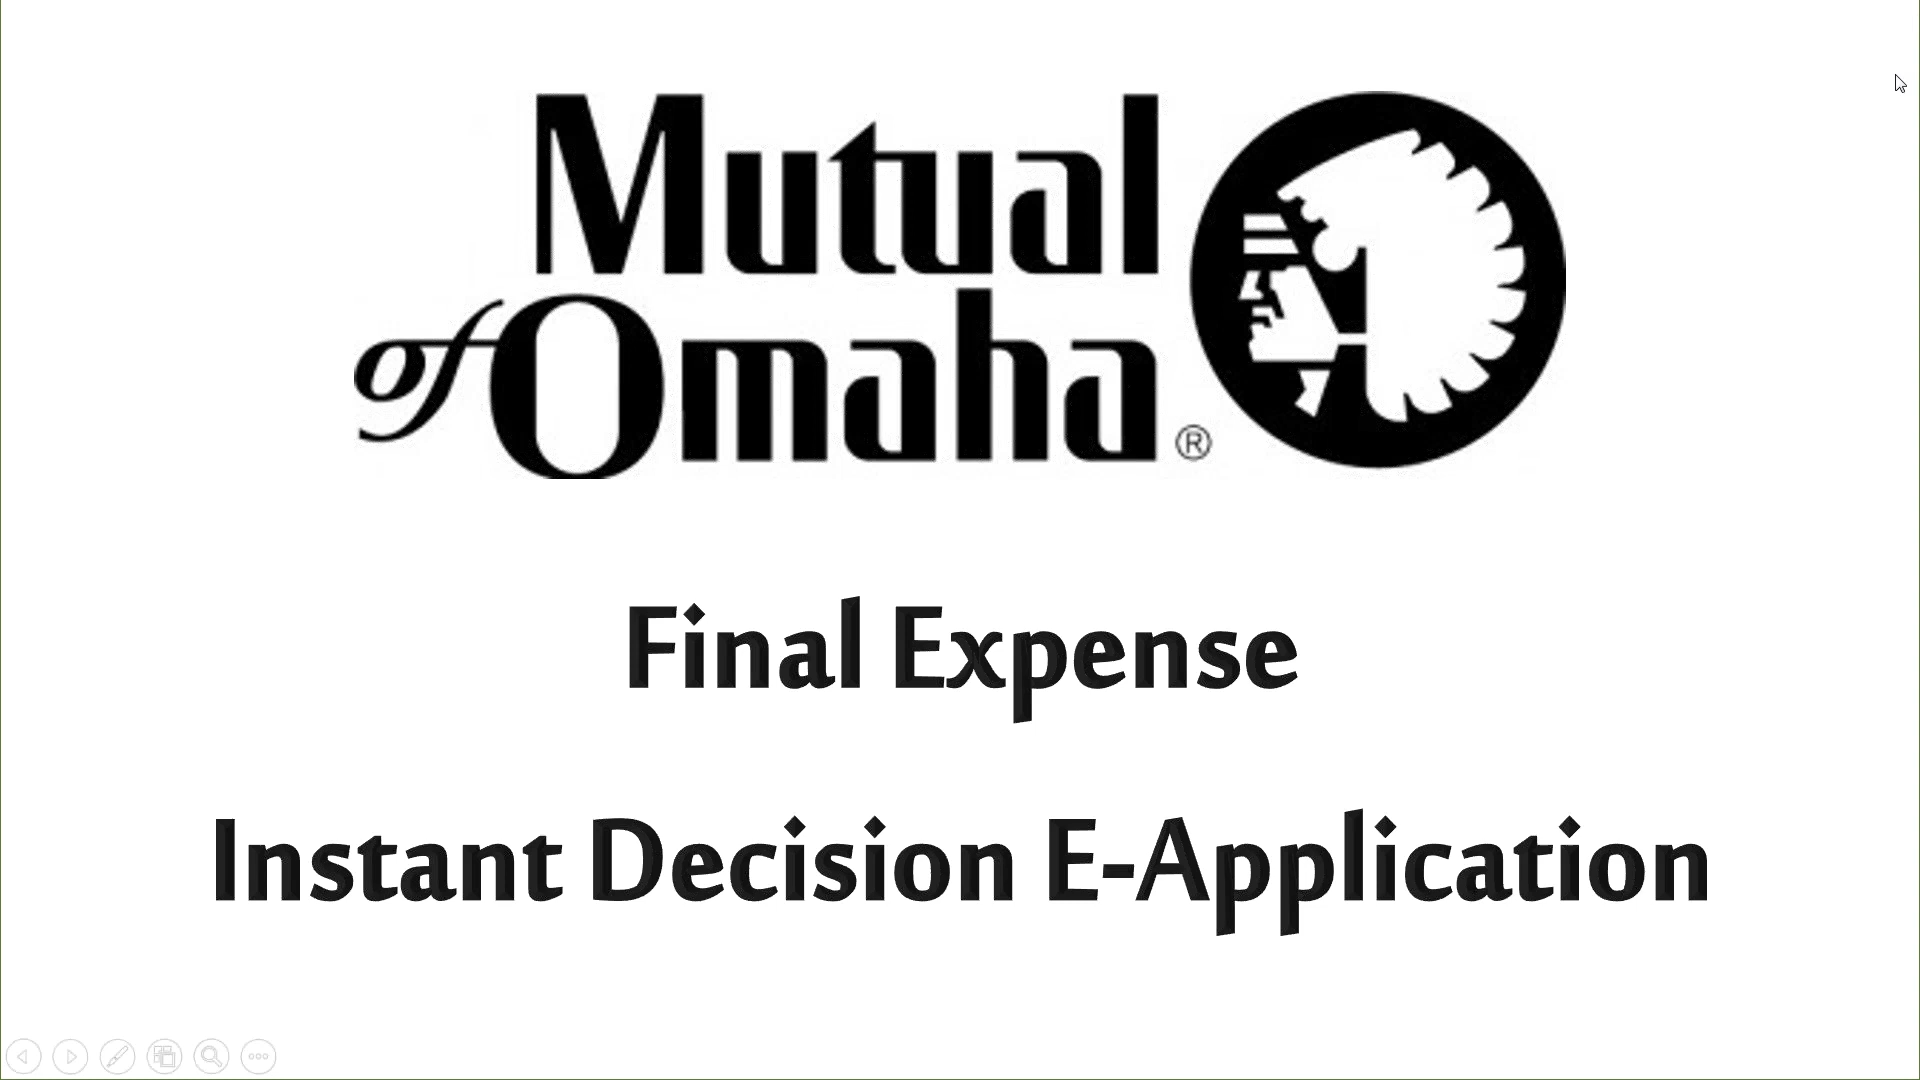 Mutual
of Omaha ®
Final Expense
Instant Decision E-Application